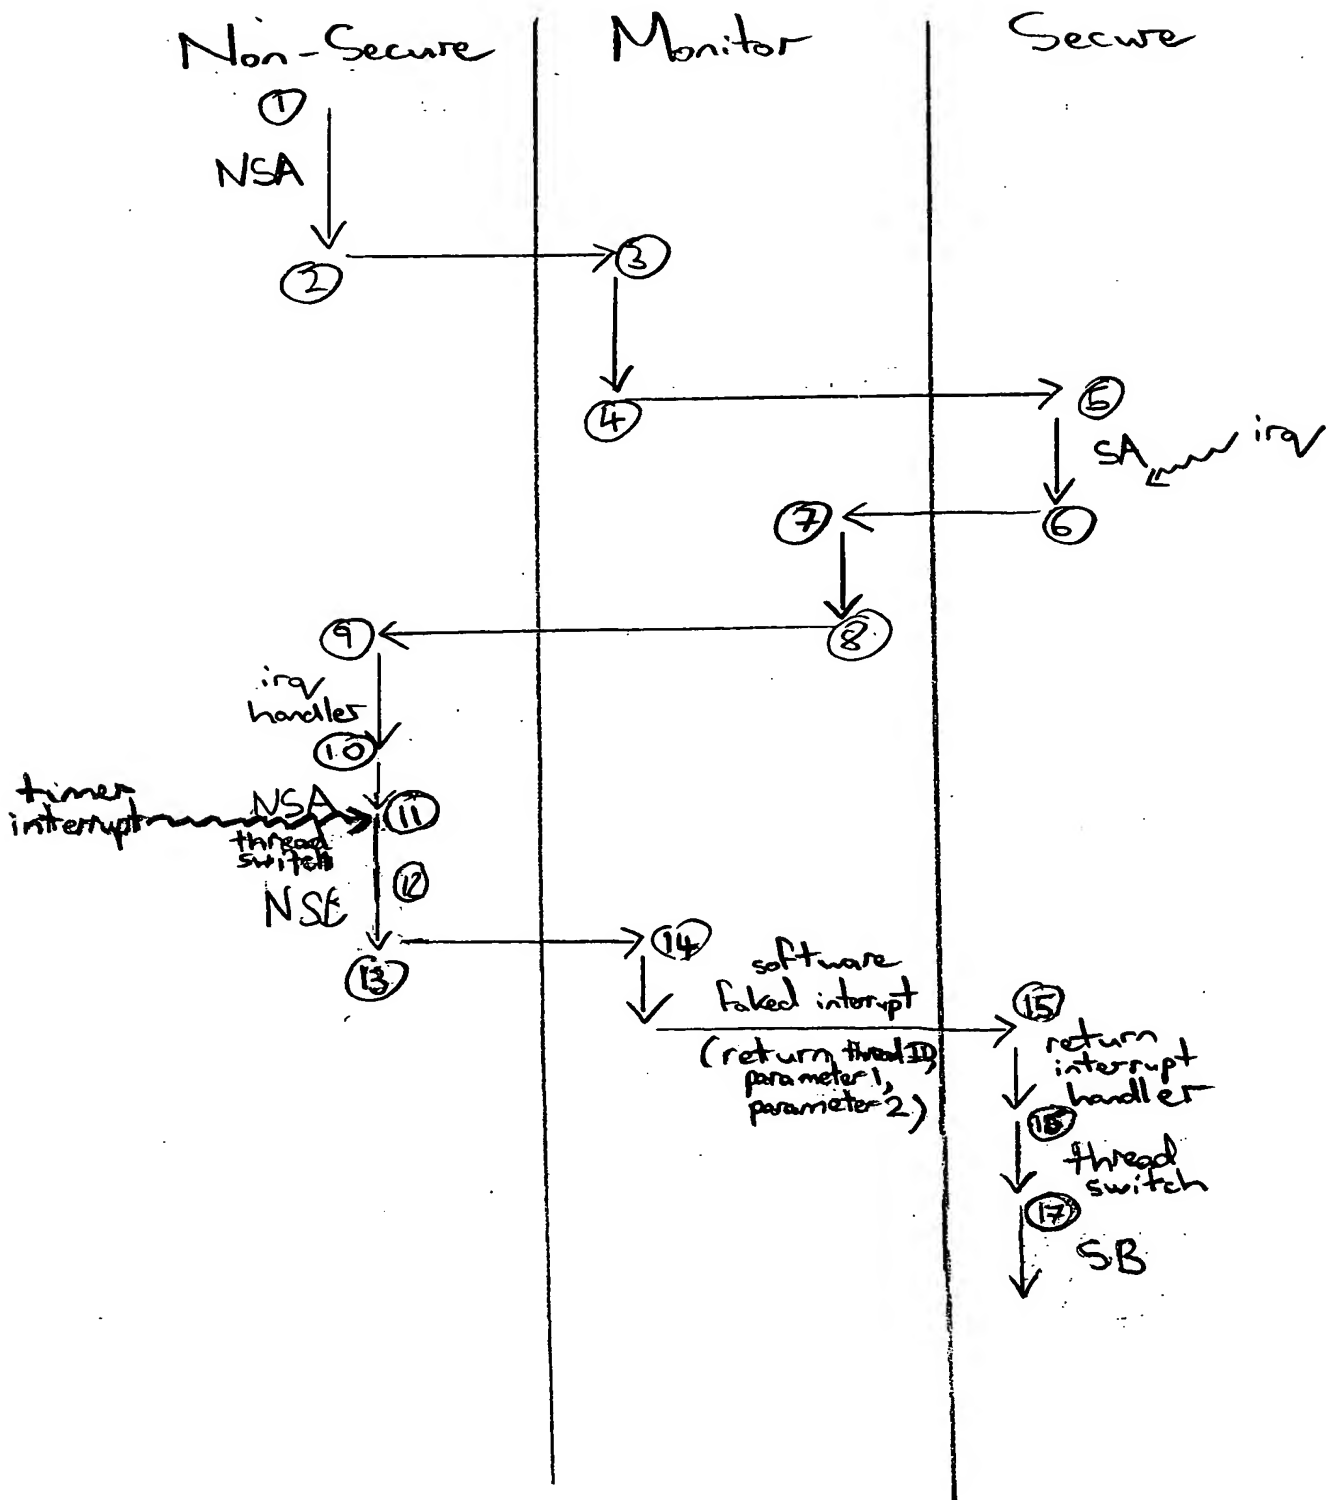 Non-Secure Monitor Secure
1
NSA
2 3
4 5
SA irq
7 6
9 8
irq
handler
10
timer
interrupt NSA 11
thread
switch
12
14
software
faked interrupt
13
15
(return, thread ID,
parameter 1,
parameter 2)
return
interrupt
handler
16
thread
switch
17
SB